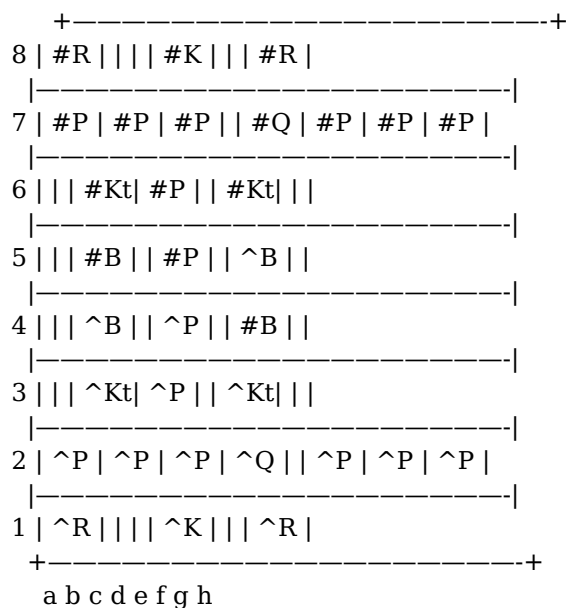 +——————————————————————-+
8 | #R | | | | #K | | | #R |
|————————————————————-|
7 | #P | #P | #P | | #Q | #P | #P | #P |
|————————————————————-|
6 | | | #Kt| #P | | #Kt| | |
|————————————————————-|
5 | | | #B | | #P | | ^B | |
|————————————————————-|
4 | | | ^B | | ^P | | #B | |
|————————————————————-|
3 | | | ^Kt| ^P | | ^Kt| | |
|————————————————————-|
2 | ^P | ^P | ^P | ^Q | | ^P | ^P | ^P |
|————————————————————-|
1 | ^R | | | | ^K | | | ^R |
+——————————————————————-+
a b c d e f g h